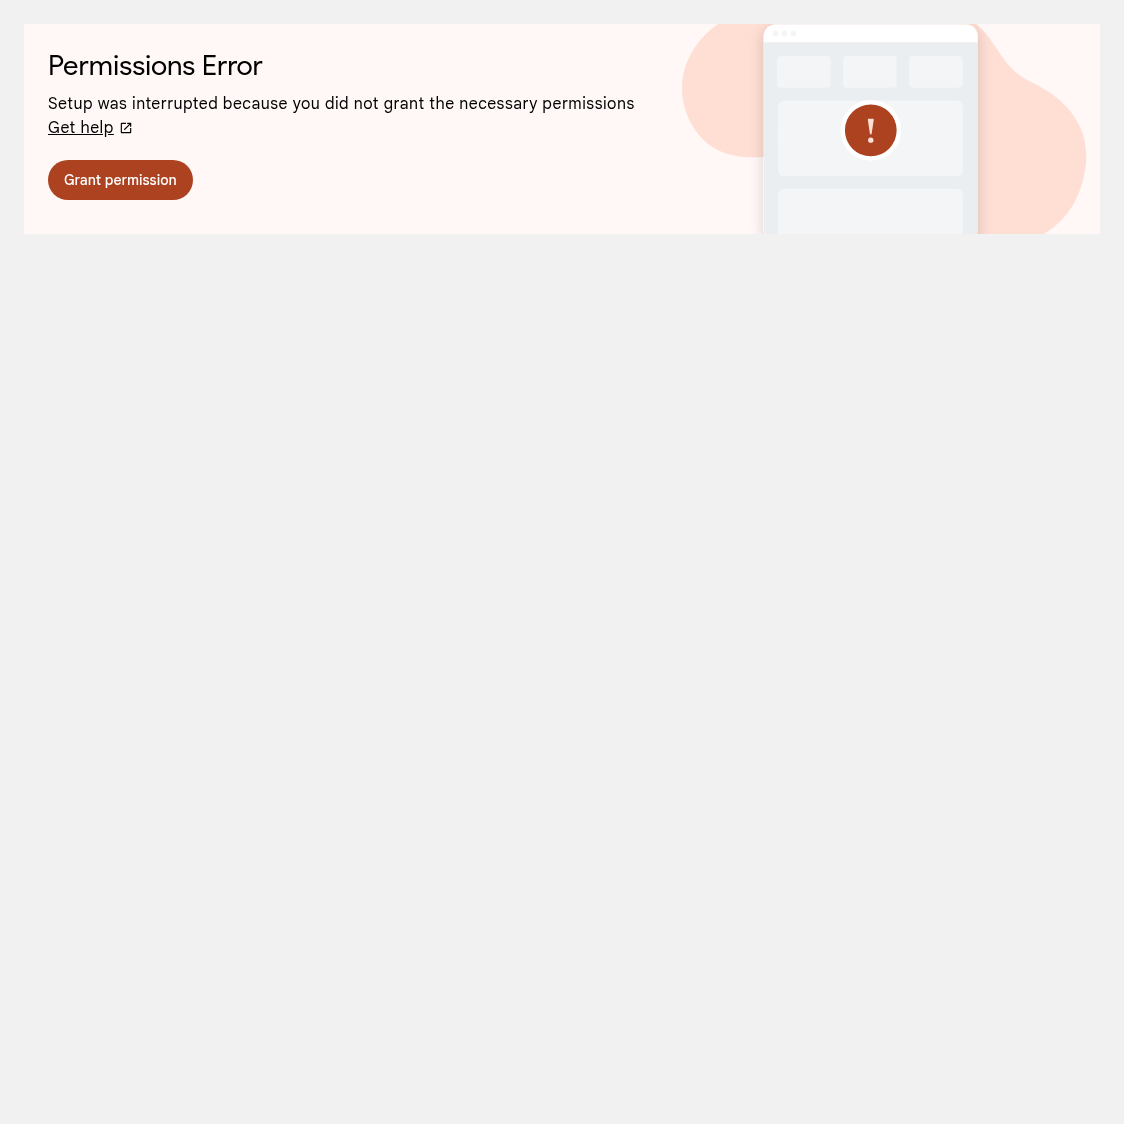 Permissions Error
Setup was interrupted because you did not grant the necessary permissions
Get help
Grant permission
!